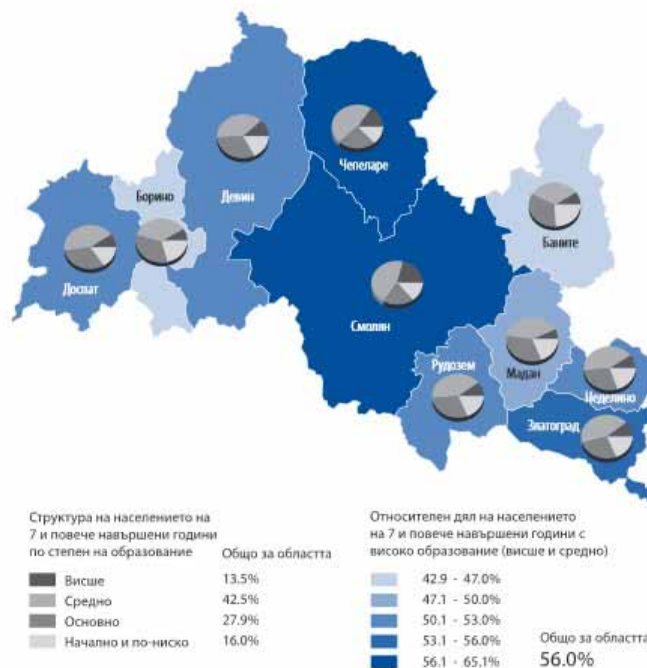 Чепеларе
Девин
Борино
Баните
Доспат
Смолян
Рудозем
Мадан
Неделино
Златоград
Структура на населението на
7 и повече навършени години
по степен на образование
Общо за областта
Висше 13.5%
Средно 42.5%
Основно 27.9%
Начално и по-ниско 16.0%
Относителен дял на населението
на 7 и повече навършени години с
високо образование (висше и средно)
42.9 - 47.0%
47.1 - 50.0%
50.1 - 53.0%
53.1 - 56.0%
56.1 - 65.1%
Общо за областта
56.0%